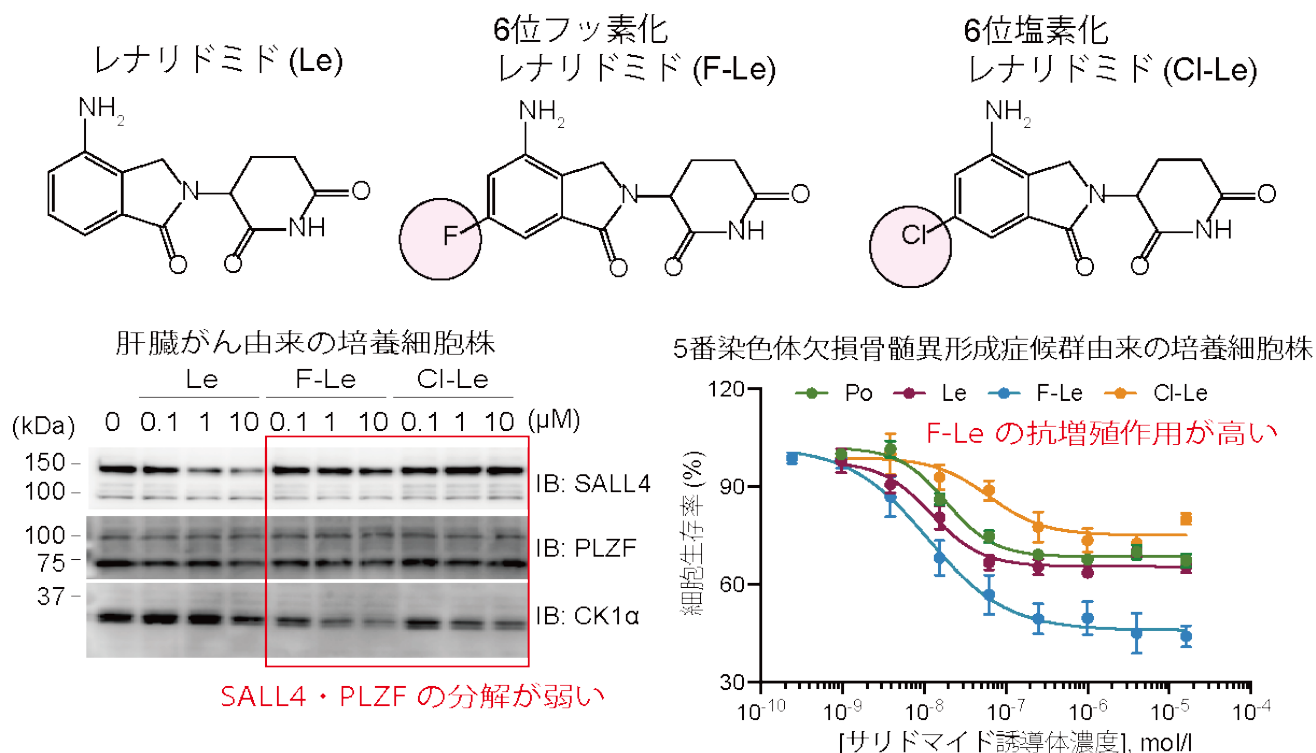 レナリドミド (Le)
6位フッ素化
レナリドミド (F-Le)
6位塩素化
レナリドミド (Cl-Le)
NH2
N
O
O
NH
O
NH2
F
N
O
O
NH
O
NH2
Cl
N
O
O
NH
O
肝臓がん由来の培養細胞株
Le F-Le Cl-Le
(kDa) 0 0.1 1 10 0.1 1 10 0.1 1 10 (μM)
150
100
IB: SALL4
100
75
IB: PLZF
37
IB: CK1α
SALL4・PLZF の分解が弱い
5番染色体欠損骨髄異形成症候群由来の培養細胞株
Po Le F-Le Cl-Le
F-Le の抗増殖作用が高い
細胞生存率 (%)
120
90
60
30
10-10 10-9 10-8 10-7 10-6 10-5 10-4
[サリドマイド誘導体濃度], mol/l